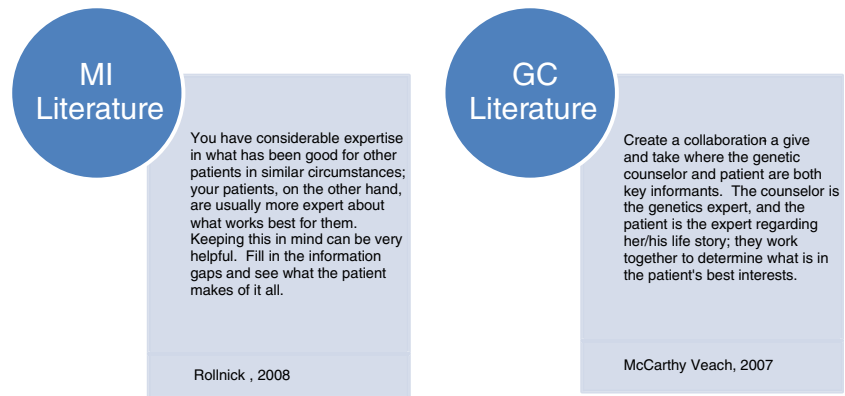 MI
Literature
You have considerable expertise
in what has been good for other
patients in similar circumstances;
your patients, on the other hand,
are usually more expert about
what works best for them.
Keeping this in mind can be very
helpful.  Fill in the information
gaps and see what the patient
makes of it all.
Rollnick , 2008
GC
Literature
Create a collaboration- a give
and take where the genetic
counselor and patient are both
key informants.  The counselor is
the genetics expert, and the
patient is the expert regarding
her/his life story; they work
together to determine what is in
the patient's best interests.
McCarthy Veach, 2007